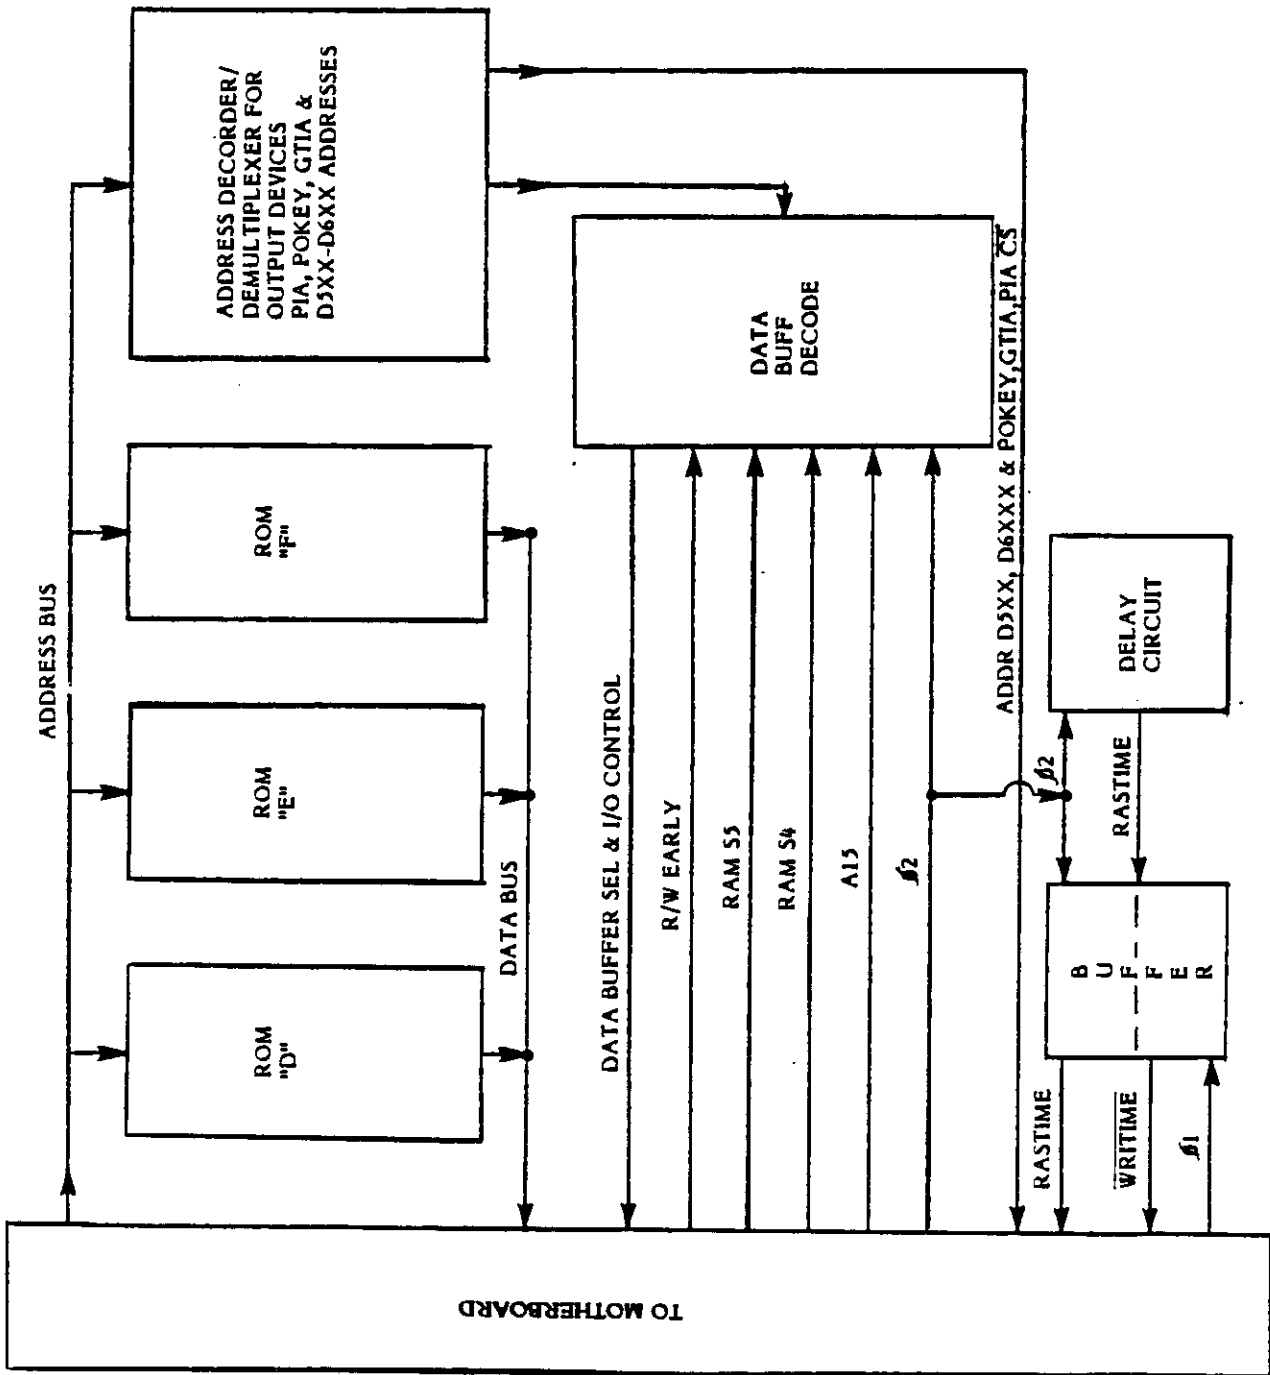 ADDRESS BUS
ROM
"D"
ROM
"E"
ROM
"F"
ADDRESS DECORDER/
DEMULTIPLEXER FOR
OUTPUT DEVICES
PIA, POKEY, GTIA &
D5XX-D6XX ADDRESSES
DATA BUS
DATA BUFFER SEL & I/O CONTROL
R/W EARLY
RAM S5
RAM S4
A15
ϕ2
DATA
BUFF
DECODE
ADDR D5XX, D6XXX & POKEY,GTIA,PIA C̅S̅
RASTIME
W̅R̅I̅T̅I̅M̅E̅
ϕ1
BUFFER
ϕ2
RASTIME
DELAY
CIRCUIT
TO MOTHERBOARD